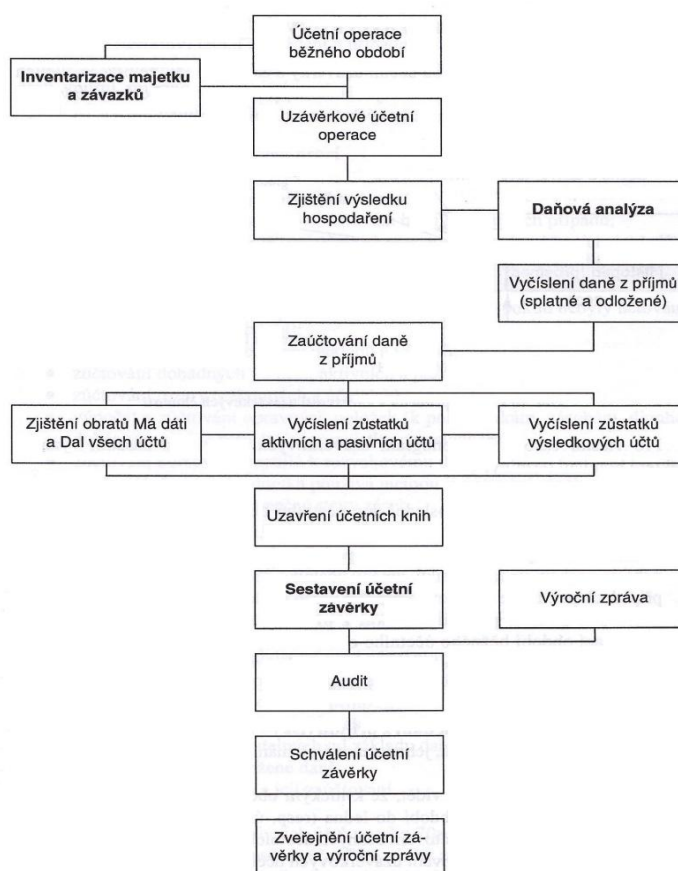 Účetní operace
běžného období
Inventarizace majetku
a závazků
Uzávěrkové účetní
operace
Zjištění výsledku
hospodaření
Daňová analýza
Vyčíslení daně z příjmů
(splatné a odložené)
Zaúčtování daně
z příjmů
Zjištění obratů Má dáti
a Dal všech účtů
Vyčíslení zůstatků
aktivních a pasivních účtů
Vyčíslení zůstatků
výsledkových účtů
Uzavření účetních knih
Sestavení účetní
závěrky
Výroční zpráva
Audit
Schválení účetní
závěrky
Zveřejnění účetní zá-
věrky a výroční zprávy